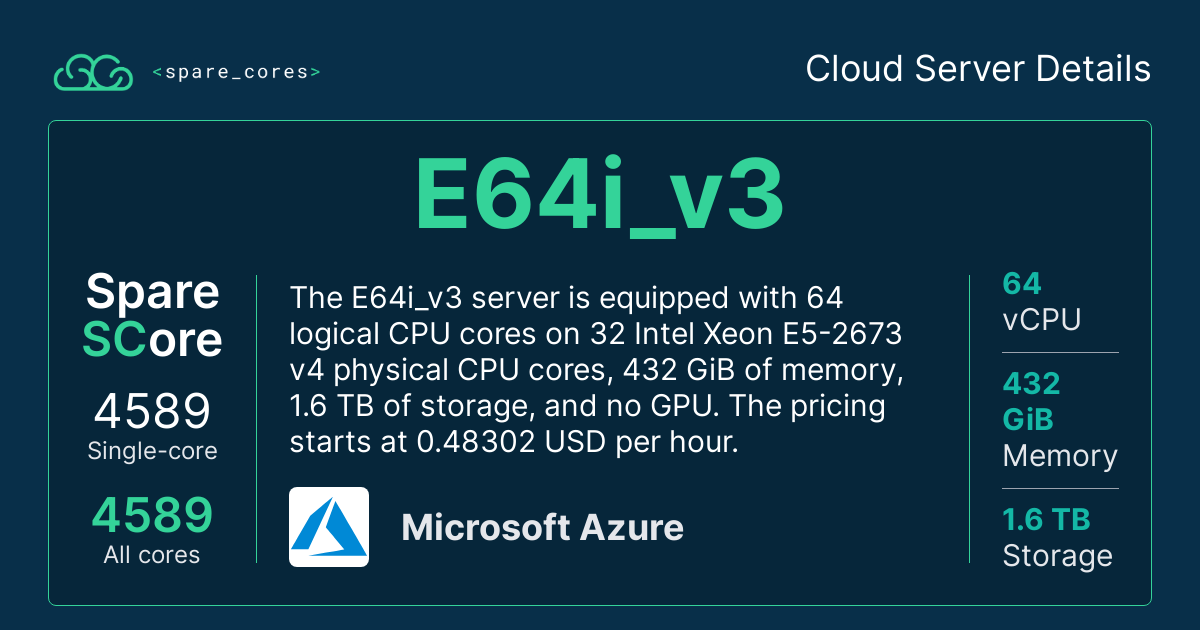 <spare_cores>
Cloud Server Details
E64i_v3
Spare
SCore
4589
Single-core
4589
All cores
The E64i_v3 server is equipped with 64
logical CPU cores on 32 Intel Xeon E5-2673
v4 physical CPU cores, 432 GiB of memory,
1.6 TB of storage, and no GPU. The pricing
starts at 0.48302 USD per hour.
Microsoft Azure
64
vCPU
432
GiB
Memory
1.6 TB
Storage